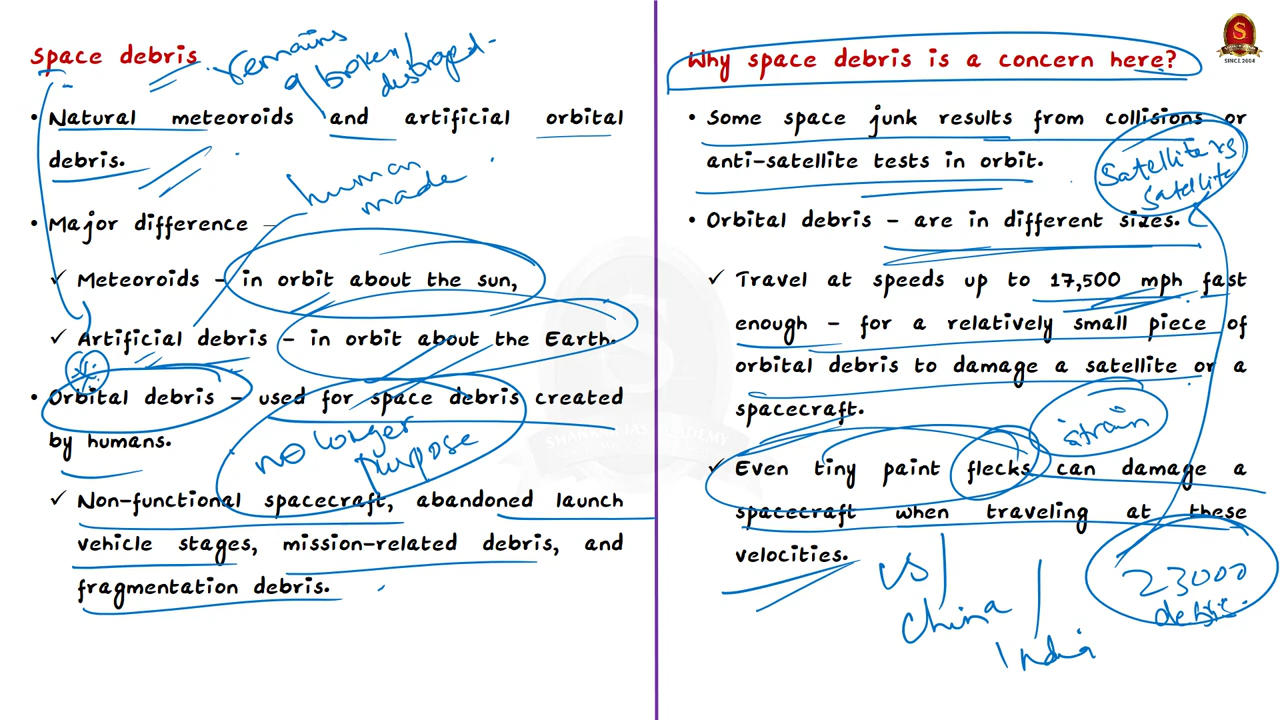 Space debris
remains
of broken/
destroyed.
• Natural meteoroids and artificial orbital
debris.
human
made
• Major difference –
✓ Meteoroids – in orbit about the sun,
✓ Artificial debris – in orbit about the Earth.
• Orbital debris – used for space debris created
by humans.
no longer
purpose
✓ Non-functional spacecraft, abandoned launch
vehicle stages, mission-related debris, and
fragmentation debris.
Why space debris is a concern here?
S
SINCE 2004
• Some space junk results from collisions or
anti-satellite tests in orbit.
Satellite vs
satellite
• Orbital debris – are in different sizes.
✓ Travel at speeds up to 17,500 mph fast
enough – for a relatively small piece of
orbital debris to damage a satellite or a
spacecraft.
strain
✓ Even tiny paint flecks can damage a
spacecraft when traveling at these
velocities.
US
China
India
23000
debris.